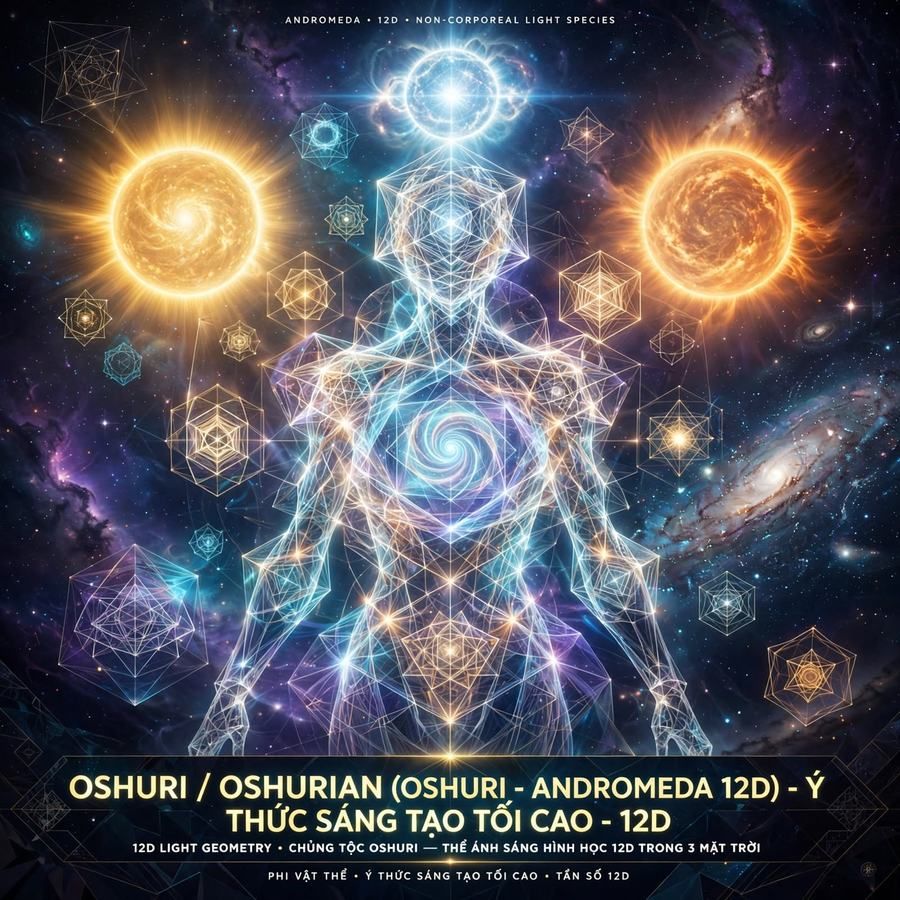 ANDROMEDA • 12D • NON-CORPOREAL LIGHT SPECIES
OSHURI / OSHURIAN (OSHURI - ANDROMEDA 12D) - Ý
THỨC SÁNG TẠO TỐI CAO - 12D
12D LIGHT GEOMETRY • CHỦNG TỘC OSHURI — THỂ ÁNH SÁNG HÌNH HỌC 12D TRONG 3 MẶT TRỜI
PHI VẬT THỂ • Ý THỨC SÁNG TẠO TỐI CAO • TẦN SỐ 12D